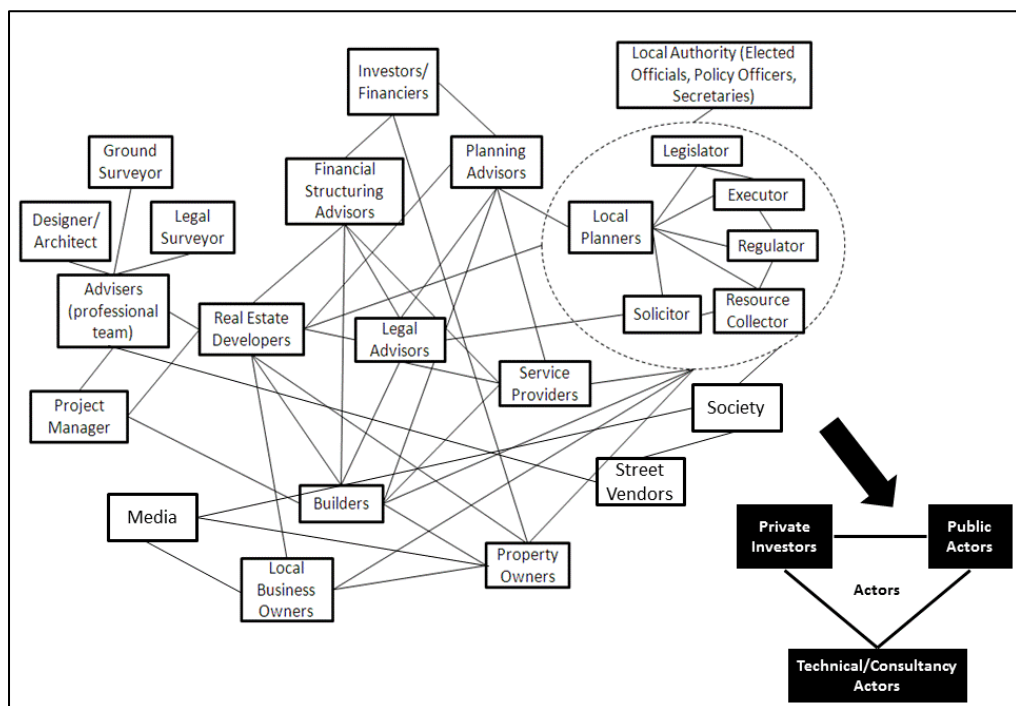 Investors/
Financiers
Local Authority (Elected
Officials, Policy Officers,
Secretaries)
Ground
Surveyor
Financial
Structuring
Advisors
Planning
Advisors
Legislator
Executor
Designer/
Architect
Legal
Surveyor
Local
Planners
Regulator
Advisers
(professional
team)
Real Estate
Developers
Legal
Advisors
Solicitor
Resource
Collector
Service
Providers
Project
Manager
Society
Street
Vendors
Media
Builders
Private
Investors
Public
Actors
Local
Business
Owners
Property
Owners
Actors
Technical/Consultancy
Actors